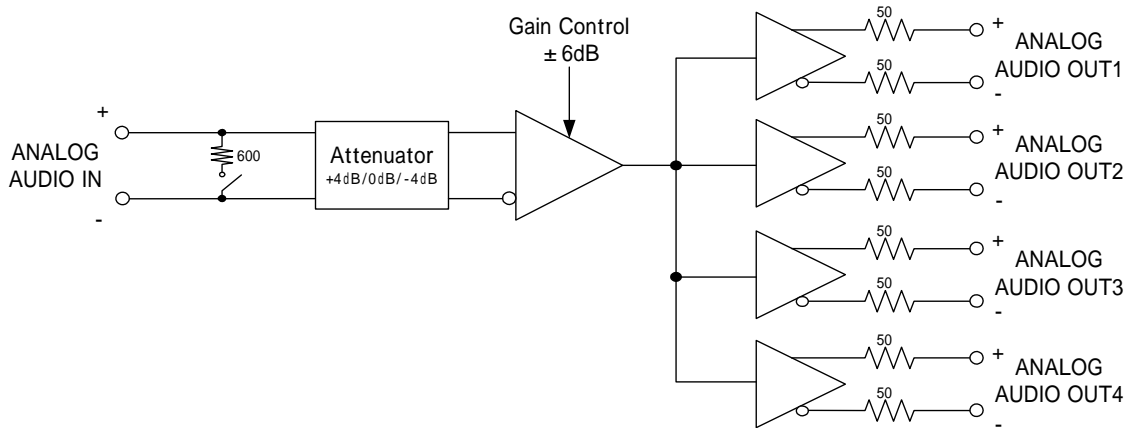 Gain Control
± 6dB
+
ANALOG
AUDIO IN
-
600
Attenuator
+4dB/0dB/-4dB
50
+
ANALOG
AUDIO OUT1
50
-
50
+
ANALOG
AUDIO OUT2
50
-
50
+
ANALOG
AUDIO OUT3
50
-
50
+
ANALOG
AUDIO OUT4
50
-